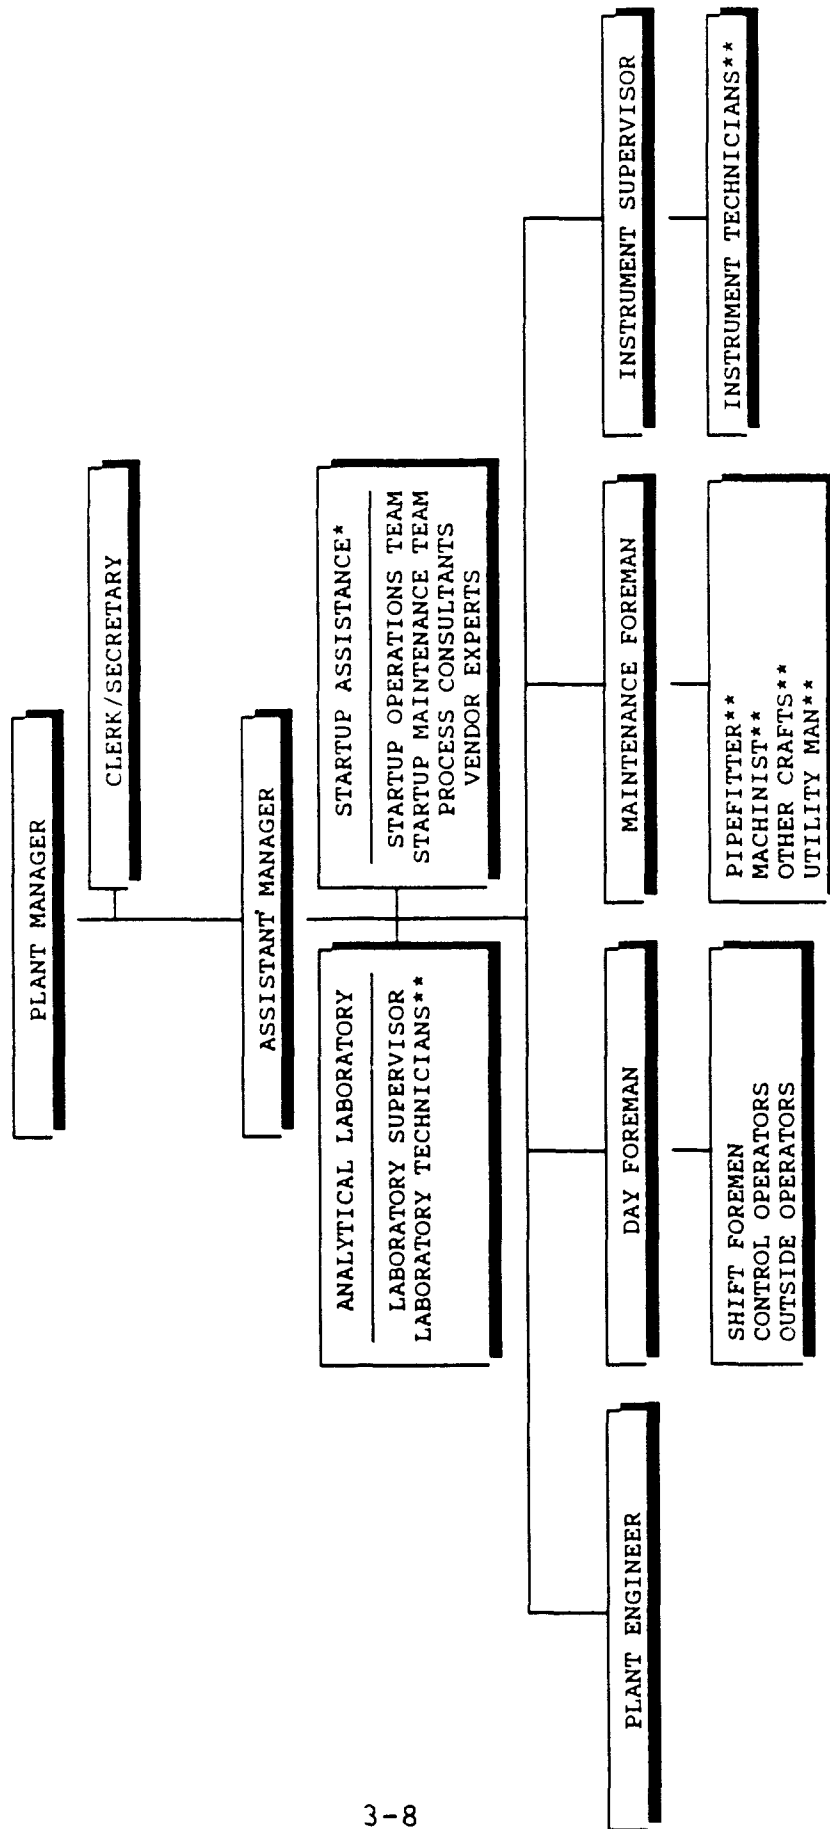 PLANT MANAGER
CLERK/SECRETARY
ASSISTANT MANAGER
ANALYTICAL LABORATORY
LABORATORY SUPERVISOR
LABORATORY TECHNICIANS**
STARTUP ASSISTANCE*
STARTUP OPERATIONS TEAM
STARTUP MAINTENANCE TEAM
PROCESS CONSULTANTS
VENDOR EXPERTS
PLANT ENGINEER
DAY FOREMAN
MAINTENANCE FOREMAN
INSTRUMENT SUPERVISOR
SHIFT FOREMEN
CONTROL OPERATORS
OUTSIDE OPERATORS
PIPEFITTER**
MACHINIST**
OTHER CRAFTS**
UTILITY MAN**
INSTRUMENT TECHNICIANS**
3-8